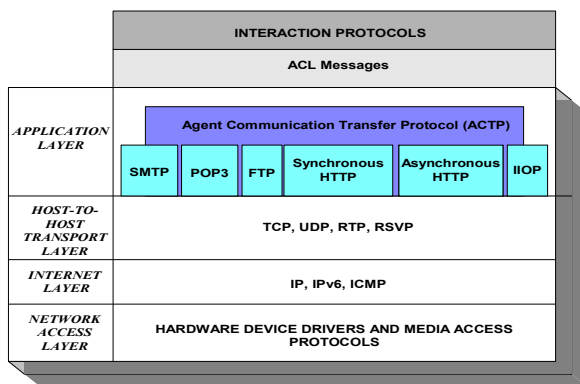 INTERACTION PROTOCOLS
ACL Messages
APPLICATION
LAYER
Agent Communication Transfer Protocol (ACTP)
SMTP
POP3
FTP
Synchronous
HTTP
Asynchronous
HTTP
IIOP
HOST-TO-
HOST
TRANSPORT
LAYER
TCP, UDP, RTP, RSVP
INTERNET
LAYER
IP, IPv6, ICMP
NETWORK
ACCESS
LAYER
HARDWARE DEVICE DRIVERS AND MEDIA ACCESS
PROTOCOLS